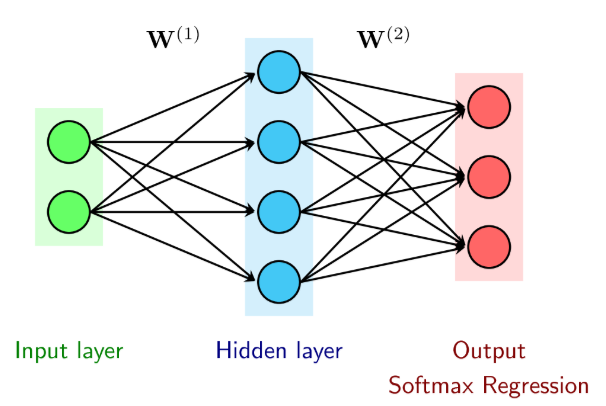 W(1)
W(2)
Input layer
Hidden layer
Output
Softmax Regression